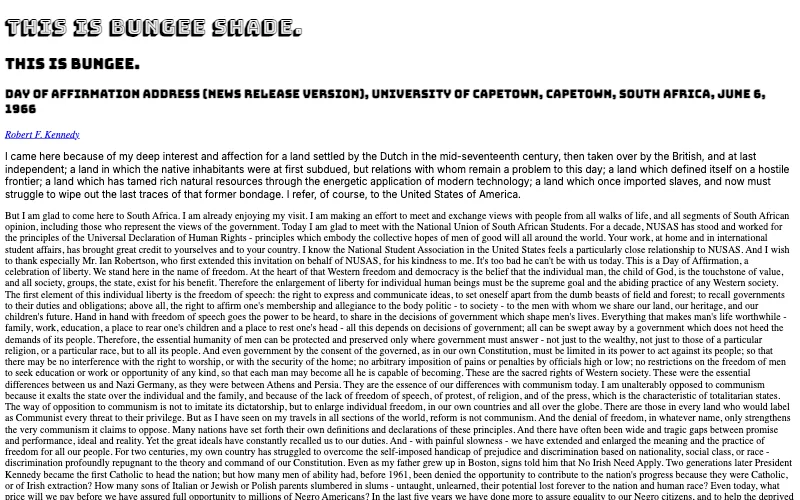 THIS IS BUNGEE SHADE.
THIS IS BUNGEE.
DAY OF AFFIRMATION ADDRESS (NEWS RELEASE VERSION), UNIVERSITY OF CAPETOWN, CAPETOWN, SOUTH AFRICA, JUNE 6,
1966
Robert F. Kennedy
I came here because of my deep interest and affection for a land settled by the Dutch in the mid-seventeenth century, then taken over by the British, and at last
independent; a land in which the native inhabitants were at first subdued, but relations with whom remain a problem to this day; a land which defined itself on a hostile
frontier; a land which has tamed rich natural resources through the energetic application of modern technology; a land which once imported slaves, and now must
struggle to wipe out the last traces of that former bondage. I refer, of course, to the United States of America.
But I am glad to come here to South Africa. I am already enjoying my visit. I am making an effort to meet and exchange views with people from all walks of life, and all segments of South African
opinion, including those who represent the views of the government. Today I am glad to meet with the National Union of South African Students. For a decade, NUSAS has stood and worked for
the principles of the Universal Declaration of Human Rights - principles which embody the collective hopes of men of good will all around the world. Your work, at home and in international
student affairs, has brought great credit to yourselves and to your country. I know the National Student Association in the United States feels a particularly close relationship to NUSAS. And I wish
to thank especially Mr. Ian Robertson, who first extended this invitation on behalf of NUSAS, for his kindness to me. It's too bad he can't be with us today. This is a Day of Affirmation, a
celebration of liberty. We stand here in the name of freedom. At the heart of that Western freedom and democracy is the belief that the individual man, the child of God, is the touchstone of value,
and all society, groups, the state, exist for his benefit. Therefore the enlargement of liberty for individual human beings must be the supreme goal and the abiding practice of any Western society.
The first element of this individual liberty is the freedom of speech: the right to express and communicate ideas, to set oneself apart from the dumb beasts of field and forest; to recall governments
to their duties and obligations; above all, the right to affirm one's membership and allegiance to the body politic - to society - to the men with whom we share our land, our heritage, and our
children's future. Hand in hand with freedom of speech goes the power to be heard, to share in the decisions of government which shape men's lives. Everything that makes man's life worthwhile -
family, work, education, a place to rear one's children and a place to rest one's head - all this depends on decisions of government; all can be swept away by a government which does not heed the
demands of its people. Therefore, the essential humanity of men can be protected and preserved only where government must answer - not just to the wealthy, not just to those of a particular
religion, or a particular race, but to all its people. And even government by the consent of the governed, as in our own Constitution, must be limited in its power to act against its people; so that
there may be no interference with the right to worship, or with the security of the home; no arbitrary imposition of pains or penalties by officials high or low; no restrictions on the freedom of men
to seek education or work or opportunity of any kind, so that each man may become all he is capable of becoming. These are the sacred rights of Western society. These were the essential
differences between us and Nazi Germany, as they were between Athens and Persia. They are the essence of our differences with communism today. I am unalterably opposed to communism
because it exalts the state over the individual and the family, and because of the lack of freedom of speech, of protest, of religion, and of the press, which is the characteristic of totalitarian states.
The way of opposition to communism is not to imitate its dictatorship, but to enlarge individual freedom, in our own countries and all over the globe. There are those in every land who would label
as Communist every threat to their privilege. But as I have seen on my travels in all sections of the world, reform is not communism. And the denial of freedom, in whatever name, only strengthens
the very communism it claims to oppose. Many nations have set forth their own definitions and declarations of these principles. And there have often been wide and tragic gaps between promise
and performance, ideal and reality. Yet the great ideals have constantly recalled us to our duties. And - with painful slowness - we have extended and enlarged the meaning and the practice of
freedom for all our people. For two centuries, my own country has struggled to overcome the self-imposed handicap of prejudice and discrimination based on nationality, social class, or race -
discrimination profoundly repugnant to the theory and command of our Constitution. Even as my father grew up in Boston, signs told him that No Irish Need Apply. Two generations later President
Kennedy became the first Catholic to head the nation; but how many men of ability had, before 1961, been denied the opportunity to contribute to the nation's progress because they were Catholic,
or of Irish extraction? How many sons of Italian or Jewish or Polish parents slumbered in slums - untaught, unlearned, their potential lost forever to the nation and human race? Even today, what
price will we pay before we have assured full opportunity to millions of Negro Americans? In the last five years we have done more to assure equality to our Negro citizens, and to help the deprived